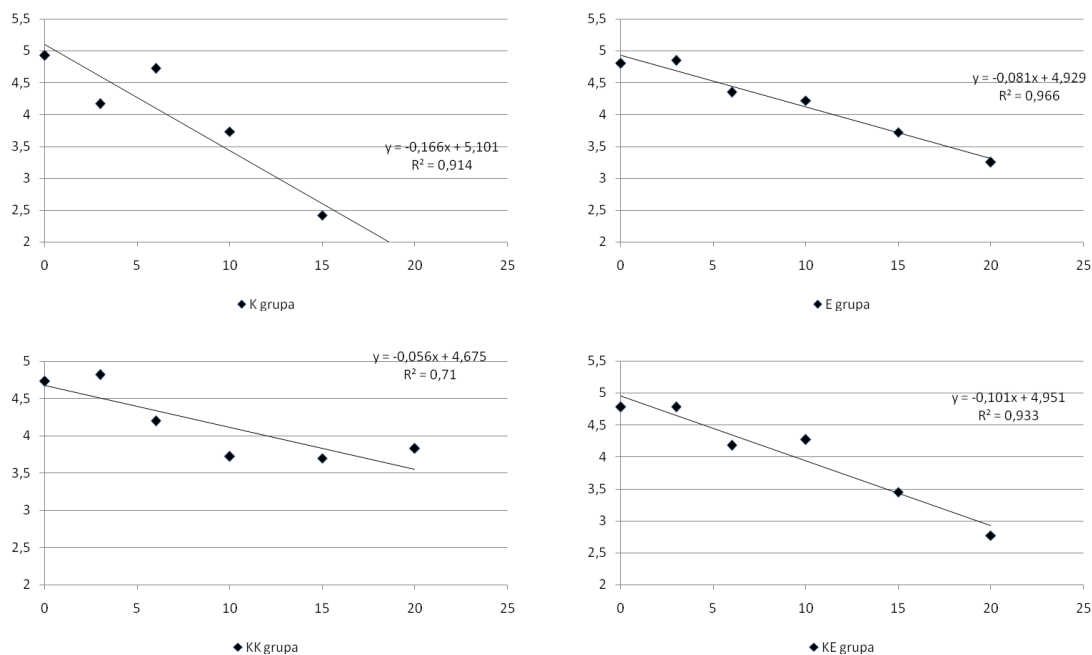 5,5
5
4,5
4
3,5
3
2,5
2
0 5 10 15 20 25
y = -0,166x + 5,101
R² = 0,914
K grupa
5,5
5
4,5
4
3,5
3
2,5
2
0 5 10 15 20 25
y = -0,081x + 4,929
R² = 0,966
E grupa
5
4,5
4
3,5
3
2,5
2
0 5 10 15 20 25
y = -0,056x + 4,675
R² = 0,71
KK grupa
5,5
5
4,5
4
3,5
3
2,5
2
0 5 10 15 20 25
y = -0,101x + 4,951
R² = 0,933
KE grupa